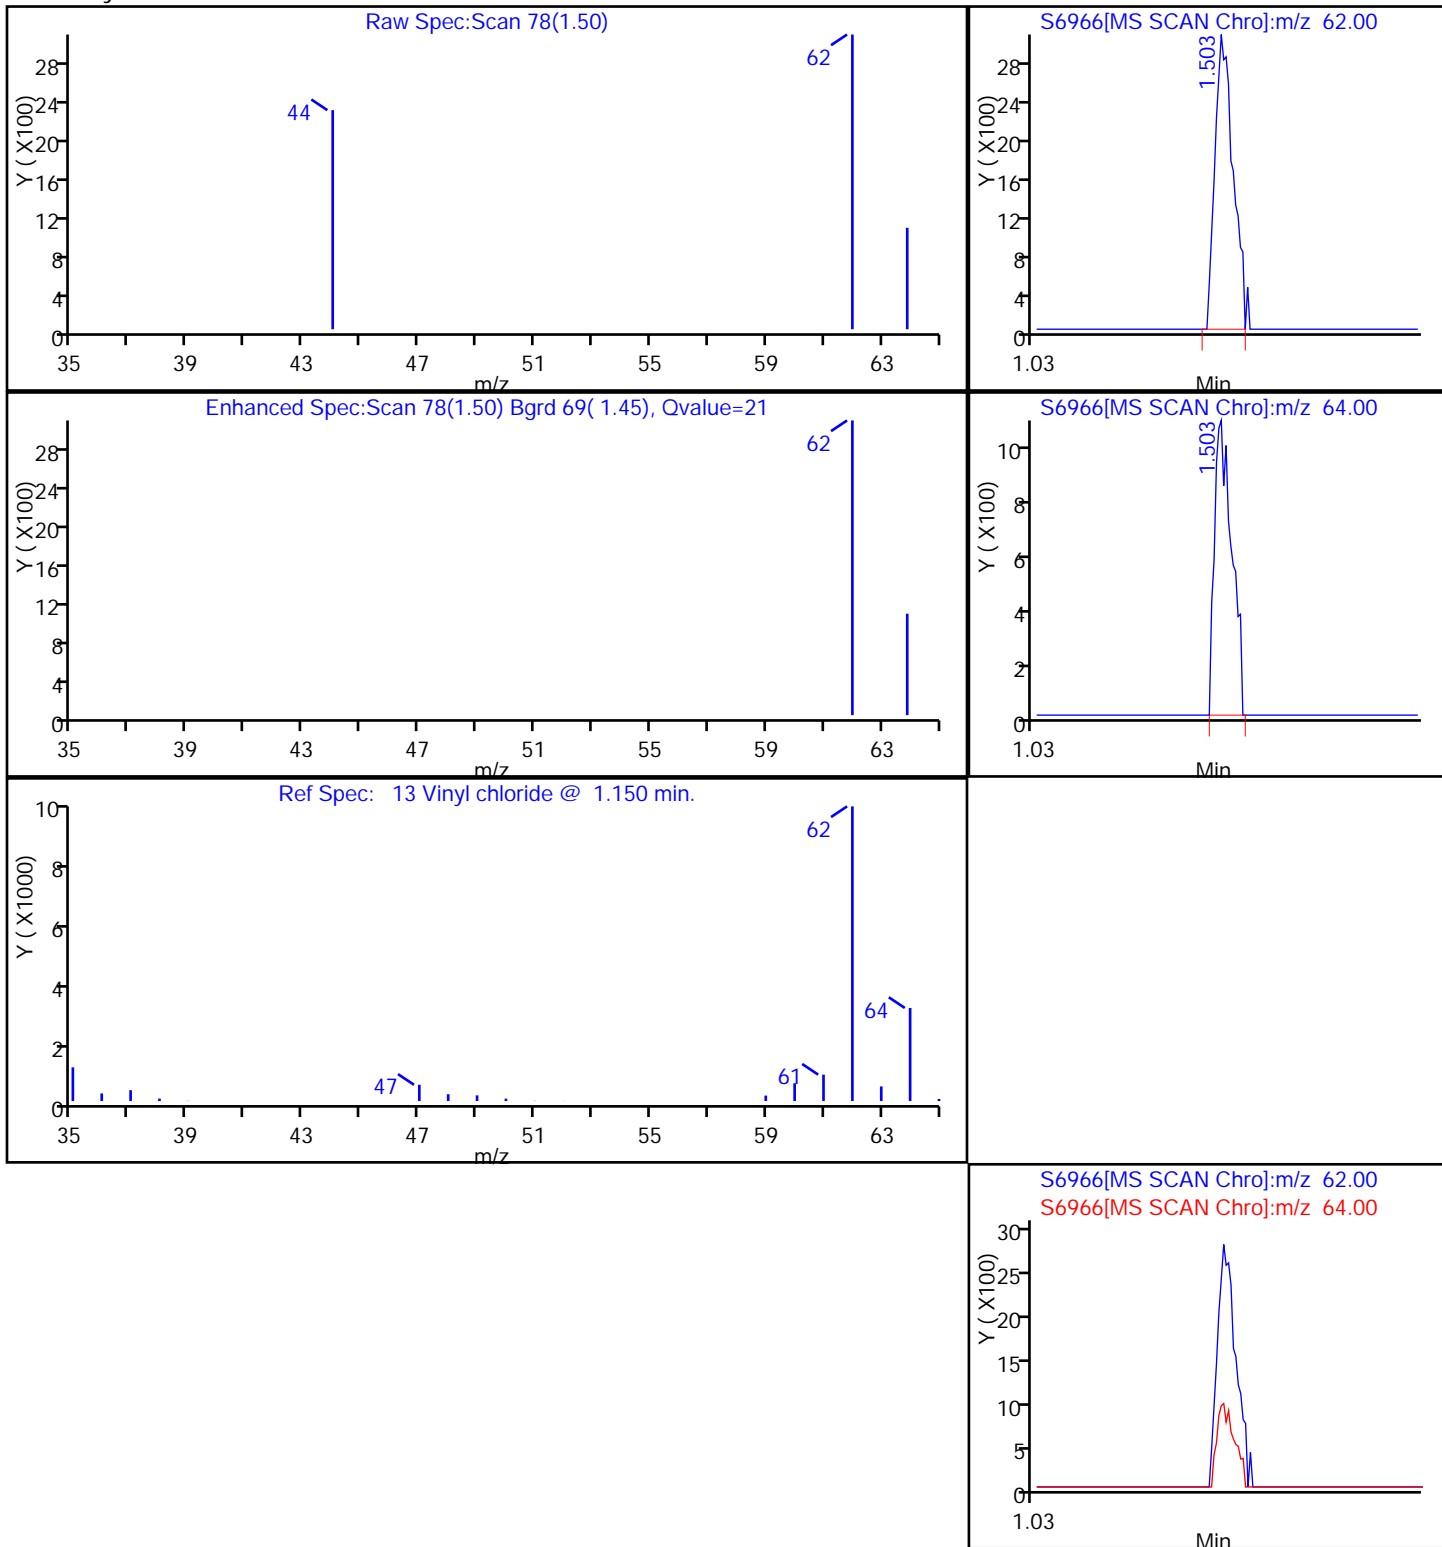 Raw Spec:Scan 78(1.50)
Y ( X100)
28
24
20
16
12
8
4
0
44
62
35 39 43 47 51 55 59 63
m/z
S6966[MS SCAN Chro]:m/z 62.00
Y ( X100)
28
24
20
16
12
8
4
0
1.503
1.03
Min
Enhanced Spec:Scan 78(1.50) Bgrd 69( 1.45), Qvalue=21
Y ( X100)
28
24
20
16
12
8
4
0
62
35 39 43 47 51 55 59 63
m/z
S6966[MS SCAN Chro]:m/z 64.00
Y ( X100)
10
8
6
4
2
0
1.503
1.03
Min
Ref Spec: 13 Vinyl chloride @ 1.150 min.
Y ( X1000)
10
8
6
4
2
0
47
61
62
64
35 39 43 47 51 55 59 63
m/z
S6966[MS SCAN Chro]:m/z 62.00
S6966[MS SCAN Chro]:m/z 64.00
Y ( X100)
30
25
20
15
10
5
0
1.03
Min